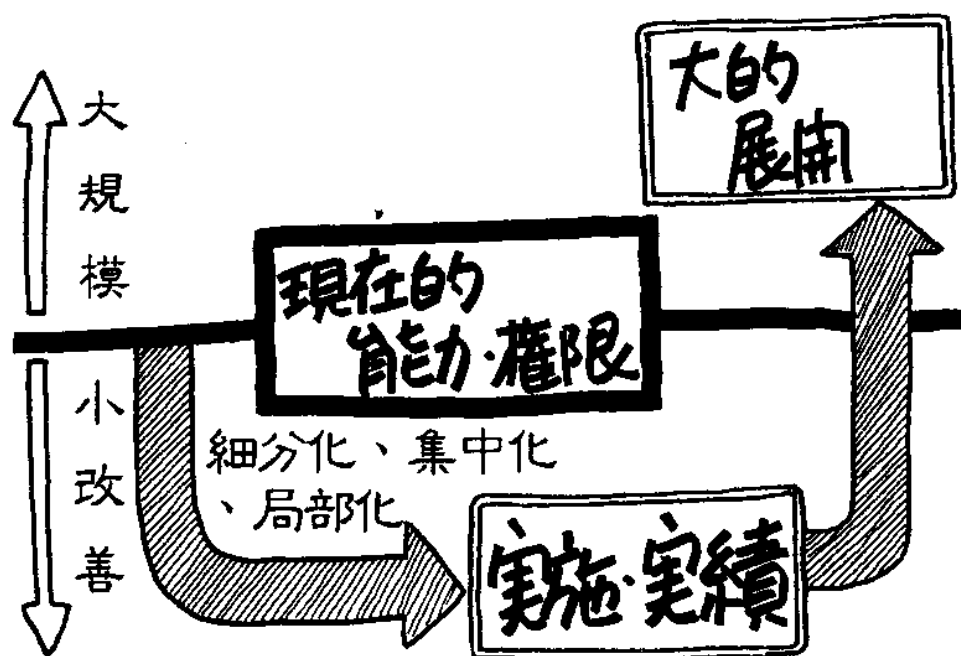 大的
展開
大規模
現在的
能力·權限
小改善
細分化、集中化
、局部化
実施·実績